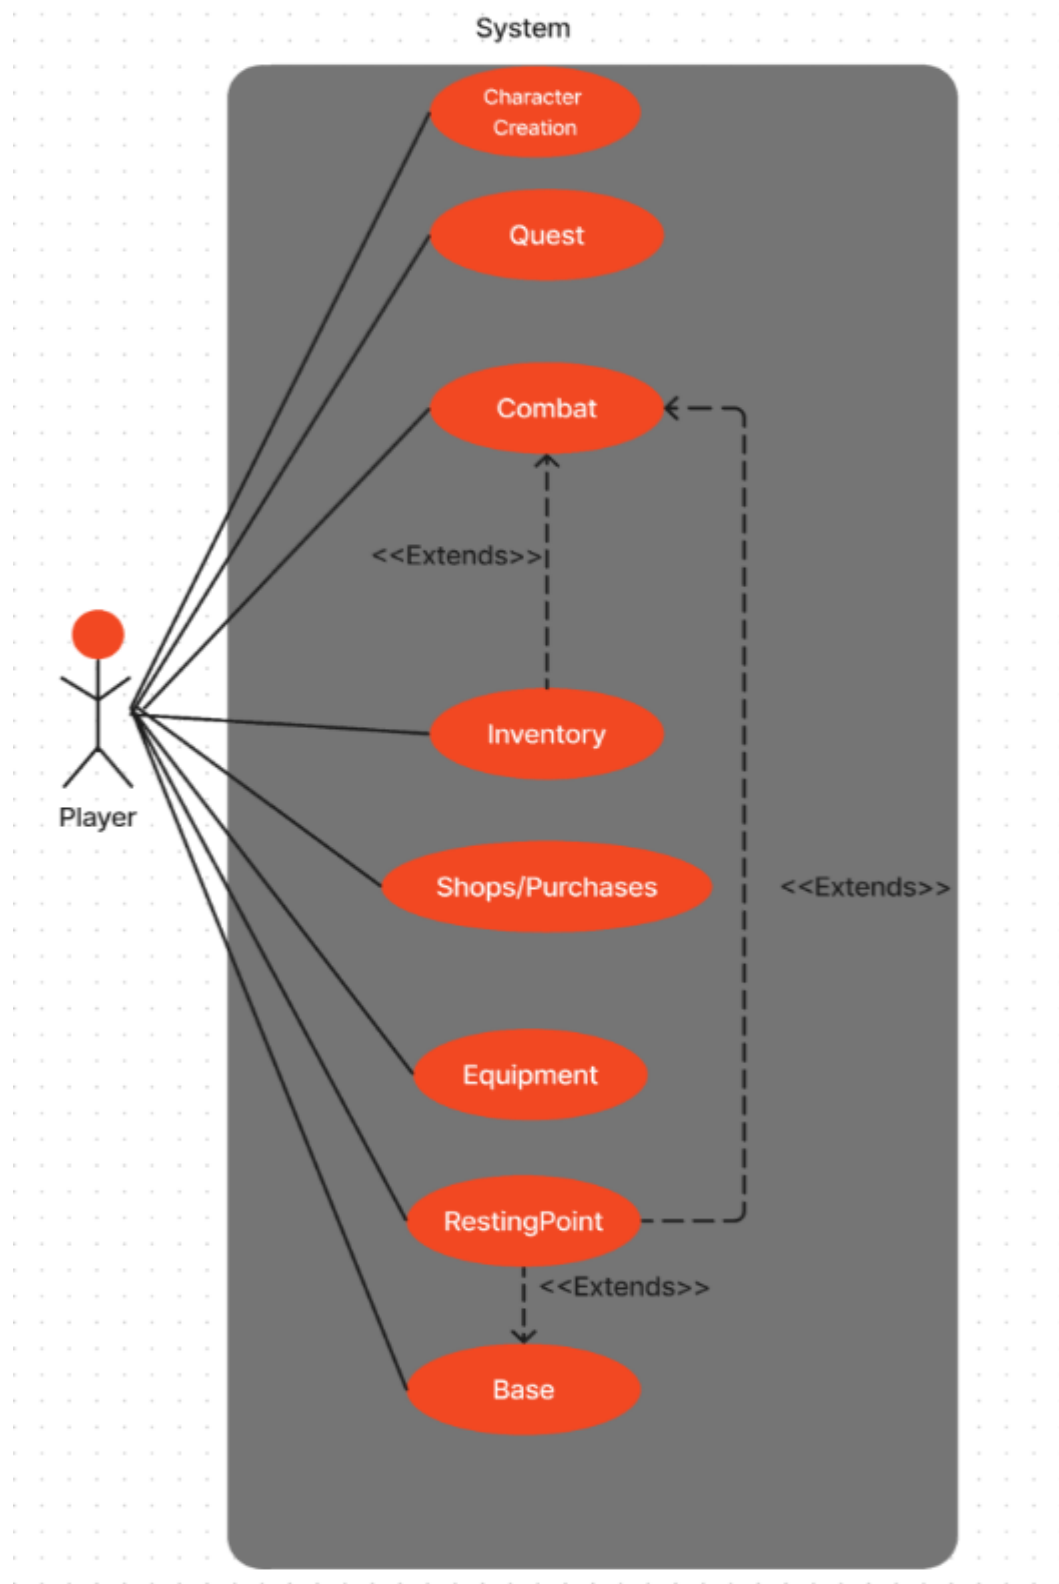 System
Character
Creation
Quest
Combat
<<Extends>>
Inventory
Player
Shops/Purchases
<<Extends>>
Equipment
RestingPoint
<<Extends>>
Base